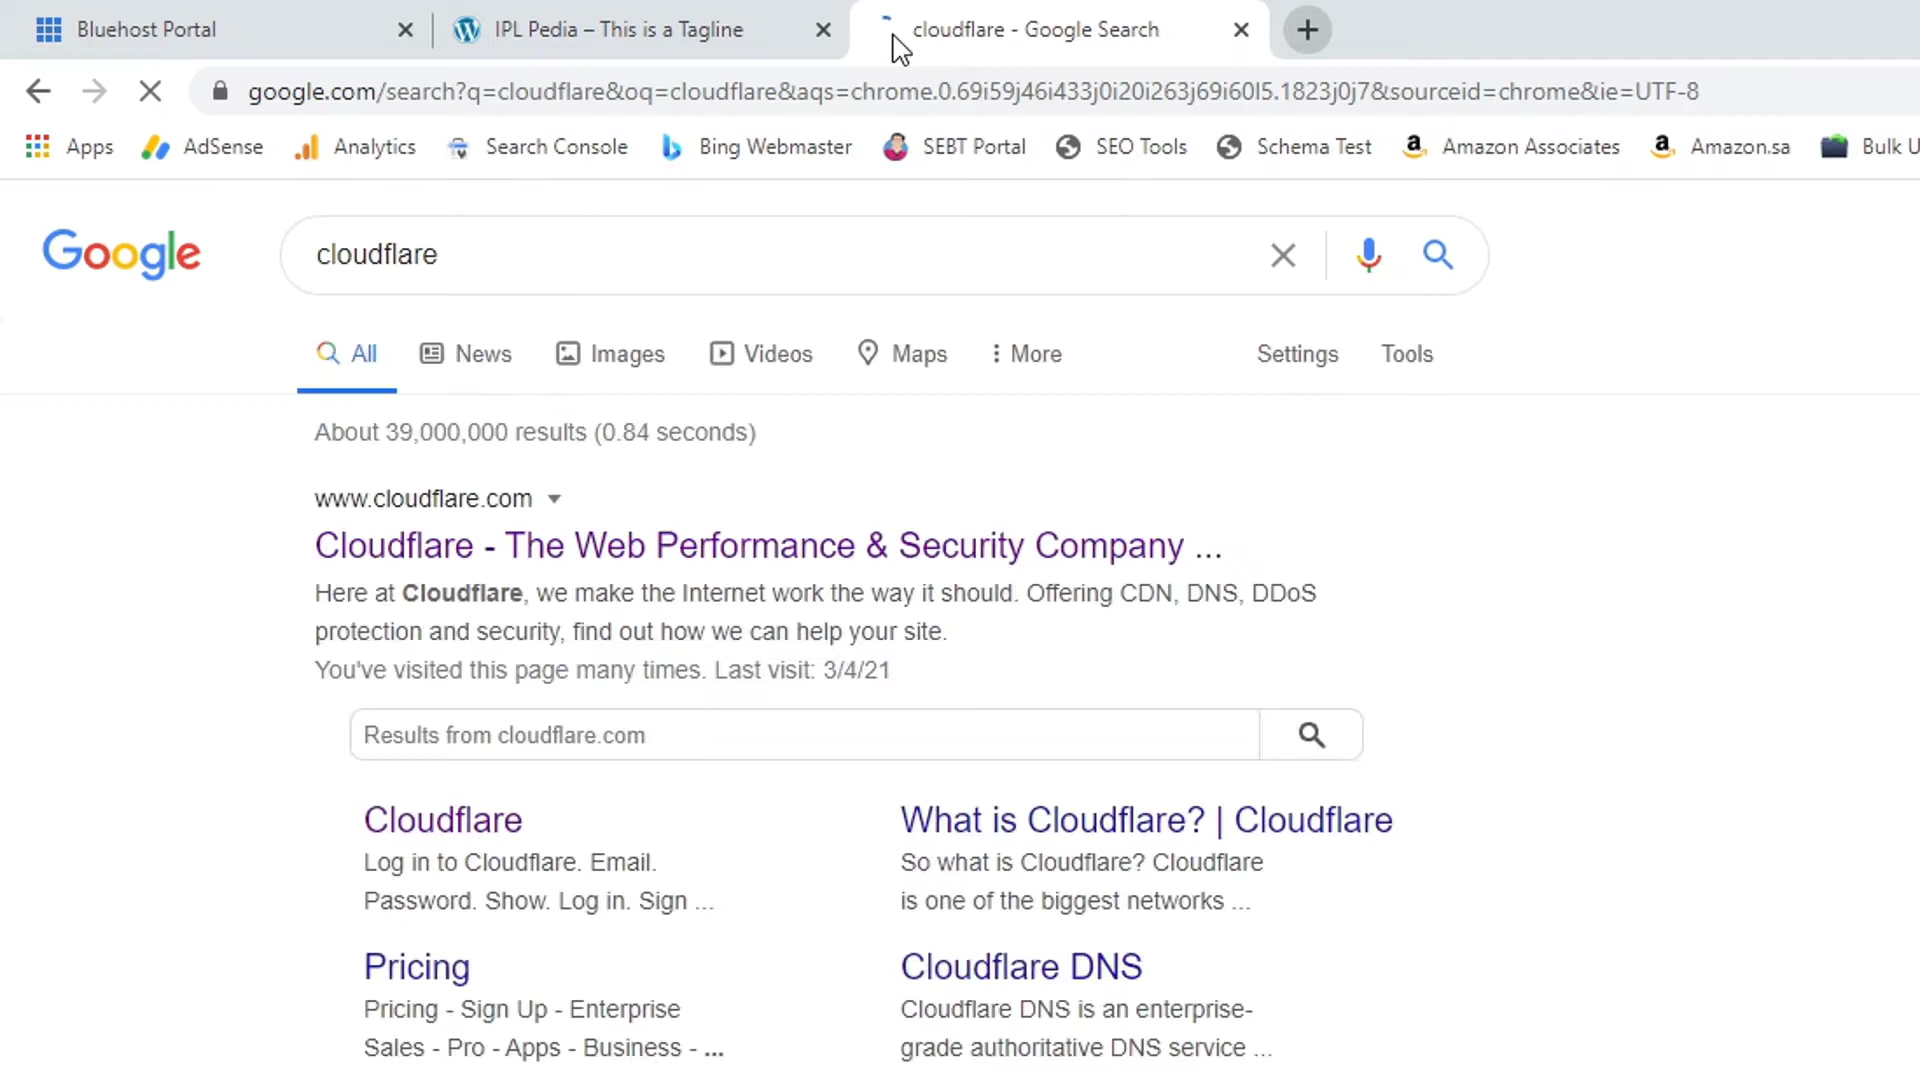 Bluehost Portal
IPL Pedia – This is a Tagline
cloudflare - Google Search
google.com/search?q=cloudflare&oq=cloudflare&aqs=chrome.0.69i59j46i433j0i20i263j69i60l5.1823j0j7&sourceid=chrome&ie=UTF-8
Apps AdSense Analytics Search Console Bing Webmaster SEBT Portal SEO Tools Schema Test Amazon Associates Amazon.sa Bulk U
Google
cloudflare
All News Images Videos Maps More Settings Tools
About 39,000,000 results (0.84 seconds)
www.cloudflare.com
Cloudflare - The Web Performance & Security Company ...
Here at Cloudflare, we make the Internet work the way it should. Offering CDN, DNS, DDoS
protection and security, find out how we can help your site.
You've visited this page many times. Last visit: 3/4/21
Results from cloudflare.com
Cloudflare
Log in to Cloudflare. Email.
Password. Show. Log in. Sign ...
What is Cloudflare? | Cloudflare
So what is Cloudflare? Cloudflare
is one of the biggest networks ...
Pricing
Pricing - Sign Up - Enterprise
Sales - Pro - Apps - Business - ...
Cloudflare DNS
Cloudflare DNS is an enterprise-
grade authoritative DNS service ...